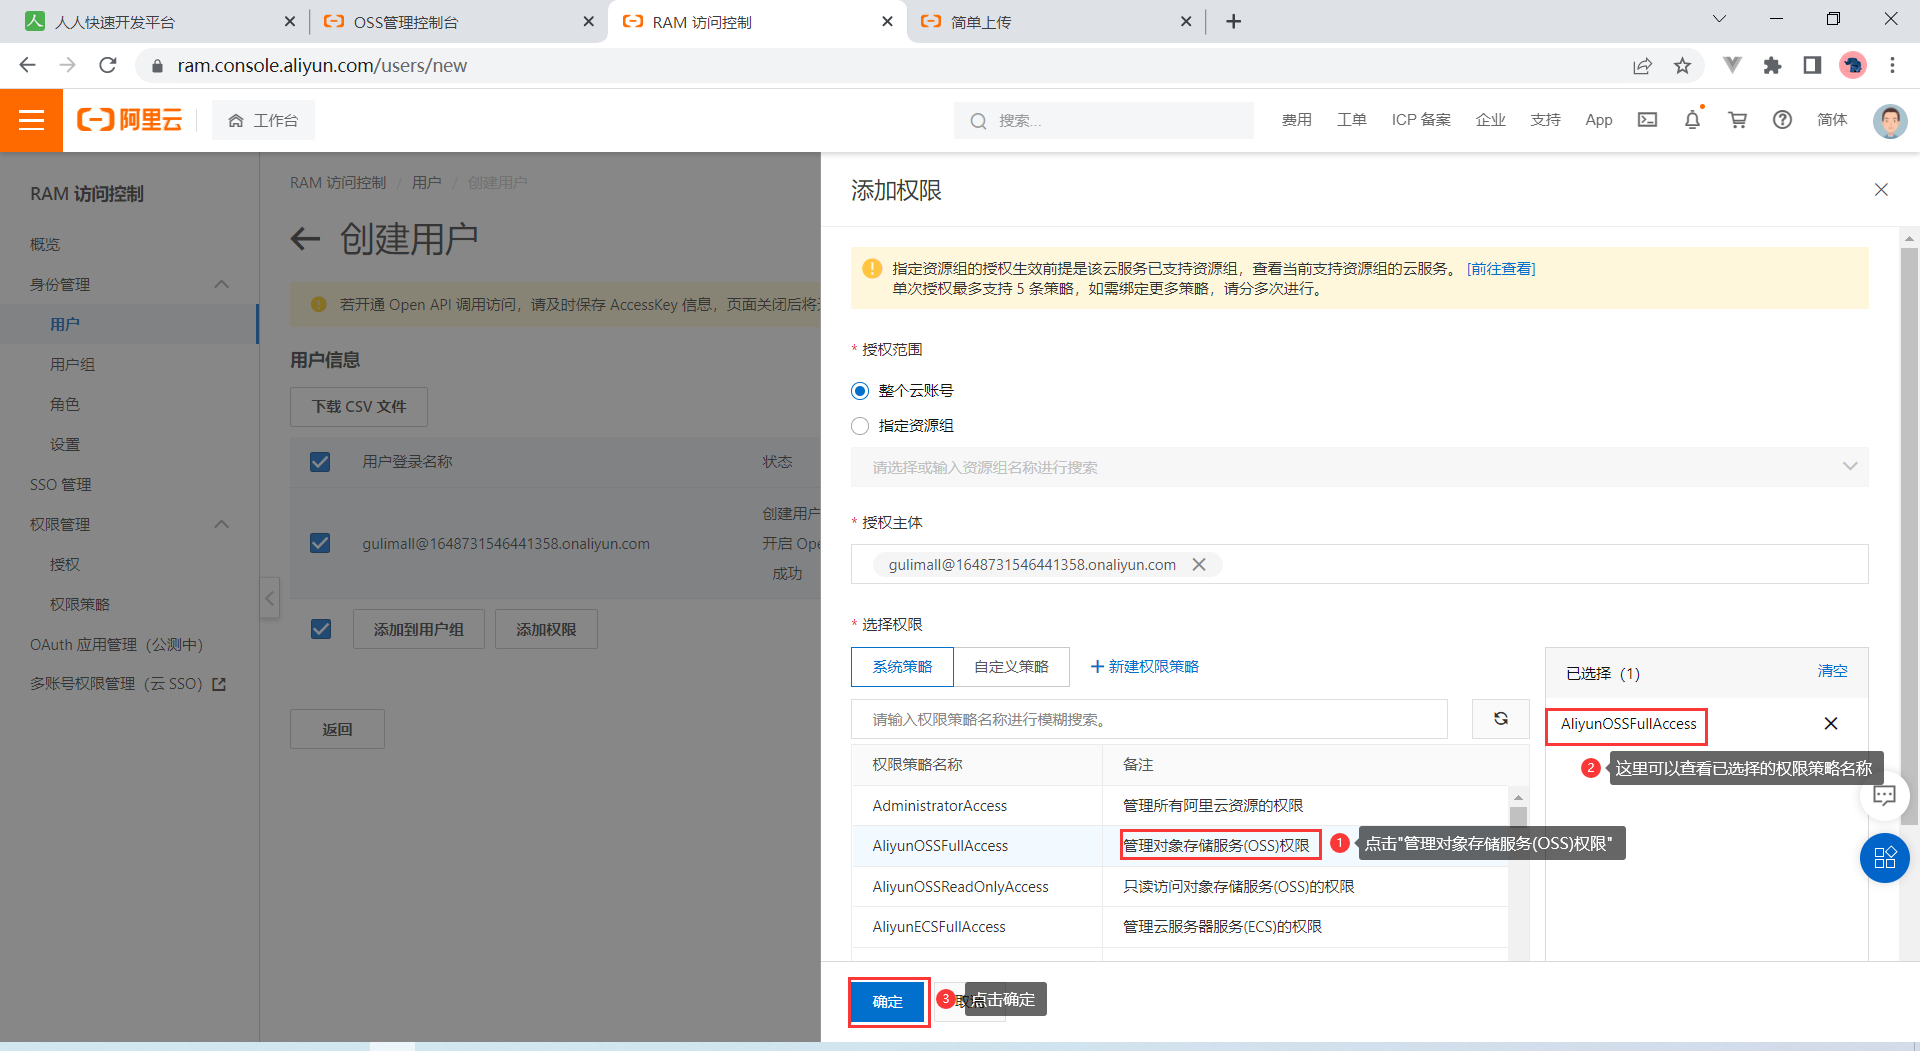 人人快速开发平台
OSS管理控制台
RAM 访问控制
简单上传
ram.console.aliyun.com/users/new
阿里云
工作台
搜索...
费用
工单
ICP 备案
企业
支持
App
简体
RAM 访问控制
概览
身份管理
用户
用户组
角色
设置
SSO 管理
权限管理
授权
权限策略
OAuth 应用管理（公测中）
多账号权限管理（云 SSO）
RAM 访问控制 / 用户 / 创建用户
创建用户
若开通 Open API 调用访问，请及时保存 AccessKey 信息，页面关闭后将
用户信息
下载 CSV 文件
用户登录名称
状态
gulimall@1648731546441358.onaliyun.com
创建用户
开启 Ope
成功
添加到用户组
添加权限
返回
添加权限
指定资源组的授权生效前提是该云服务已支持资源组，查看当前支持资源组的云服务。 [前往查看]
单次授权最多支持 5 条策略，如需绑定更多策略，请分多次进行。
* 授权范围
整个云账号
指定资源组
请选择或输入资源组名称进行搜索
* 授权主体
gulimall@1648731546441358.onaliyun.com
* 选择权限
系统策略
自定义策略
新建权限策略
请输入权限策略名称进行模糊搜索。
权限策略名称
备注
AdministratorAccess
管理所有阿里云资源的权限
AliyunOSSFullAccess
管理对象存储服务(OSS)权限
1
点击"管理对象存储服务(OSS)权限"
AliyunOSSReadOnlyAccess
只读访问对象存储服务(OSS)的权限
AliyunECSFullAccess
管理云服务器服务(ECS)的权限
已选择（1）
清空
AliyunOSSFullAccess
2
这里可以查看已选择的权限策略名称
确定
3
点击确定